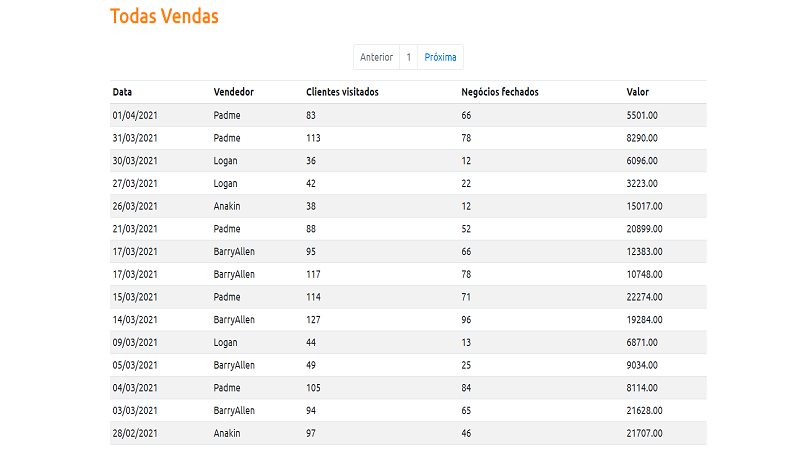 Todas Vendas
Anterior 1 Próxima
Data Vendedor Clientes visitados Negócios fechados Valor
01/04/2021 Padme 83 66 5501.00
31/03/2021 Padme 113 78 8290.00
30/03/2021 Logan 36 12 6096.00
27/03/2021 Logan 42 22 3223.00
26/03/2021 Anakin 38 12 15017.00
21/03/2021 Padme 88 52 20899.00
17/03/2021 BarryAllen 95 66 12383.00
17/03/2021 BarryAllen 117 78 10748.00
15/03/2021 Padme 114 71 22274.00
14/03/2021 BarryAllen 127 96 19284.00
09/03/2021 Logan 44 13 6871.00
05/03/2021 BarryAllen 49 25 9034.00
04/03/2021 Padme 105 84 8114.00
03/03/2021 BarryAllen 94 65 21628.00
28/02/2021 Anakin 97 46 21707.00